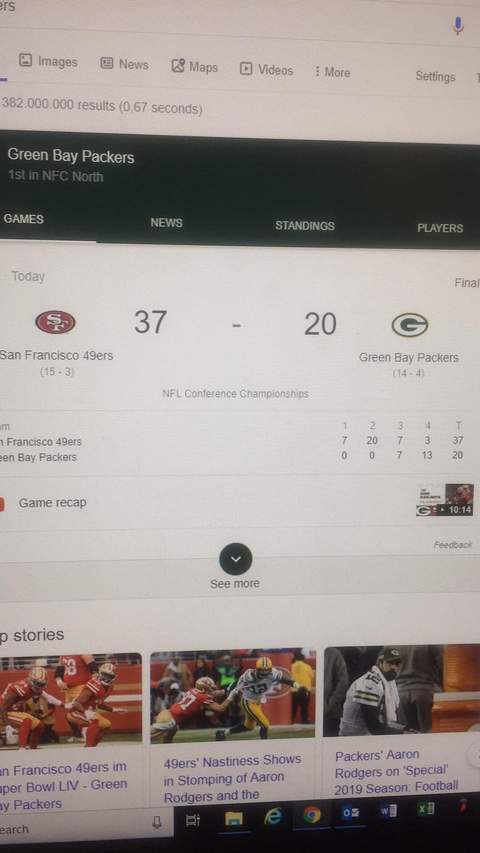 ers
Images News Maps Videos More Settings
382.000.000 results (0,67 seconds)
Green Bay Packers
1st in NFC North
GAMES NEWS STANDINGS PLAYERS
Today
Final
37 - 20
San Francisco 49ers Green Bay Packers
(15 - 3) (14 - 4)
NFL Conference Championships
am 1 2 3 4 T
n Francisco 49ers 7 20 7 3 37
een Bay Packers 0 0 7 13 20
Game recap
10:14
Feedback
See more
p stories
an Francisco 49ers im
uper Bowl LIV - Green
ay Packers
49ers' Nastiness Shows
in Stomping of Aaron
Rodgers and the
Packers' Aaron
Rodgers on 'Special'
2019 Season: Football
earch